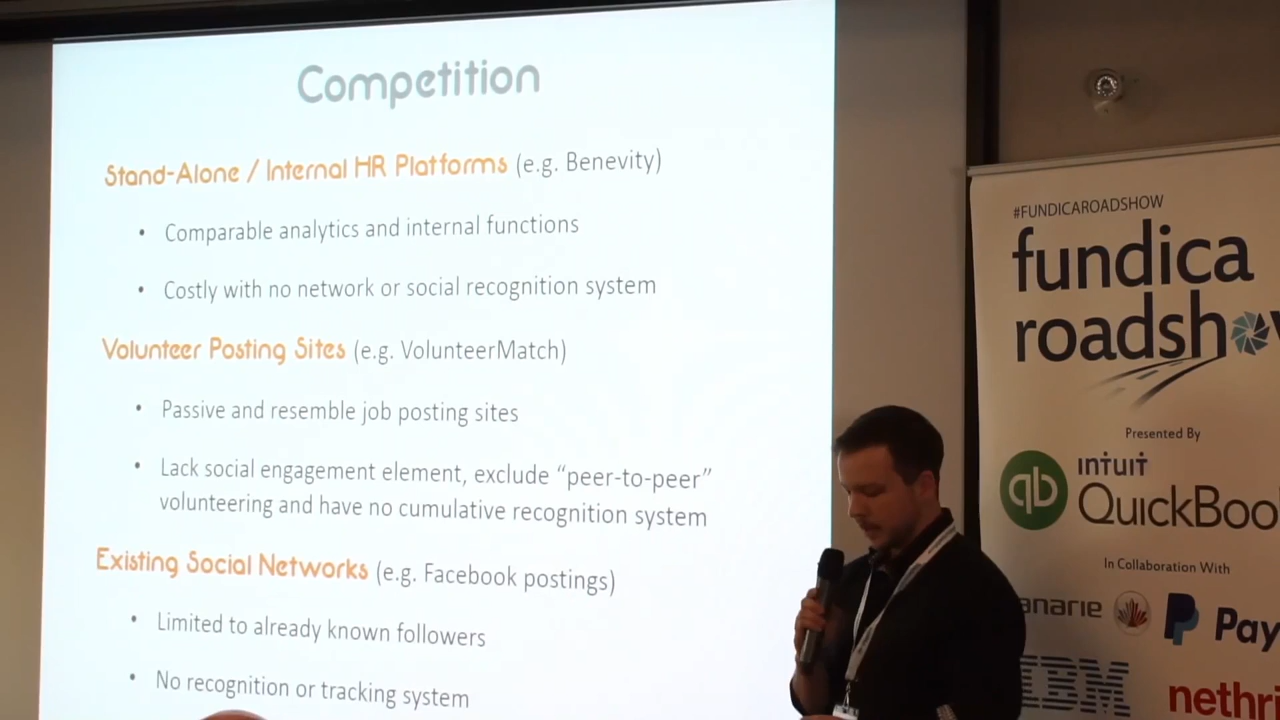 Competition
Stand-Alone / Internal HR Platforms (e.g. Benevity)
• Comparable analytics and internal functions
• Costly with no network or social recognition system
Volunteer Posting Sites (e.g. VolunteerMatch)
• Passive and resemble job posting sites
• Lack social engagement element, exclude “peer-to-peer”
volunteering and have no cumulative recognition system
Existing Social Networks (e.g. Facebook postings)
• Limited to already known followers
• No recognition or tracking system
#FUNDICAROADSHOW
fundica
roadsh
Presented By
qb
intuit
QuickBoo
In Collaboration With
anarie
Pay
IBM
nethri